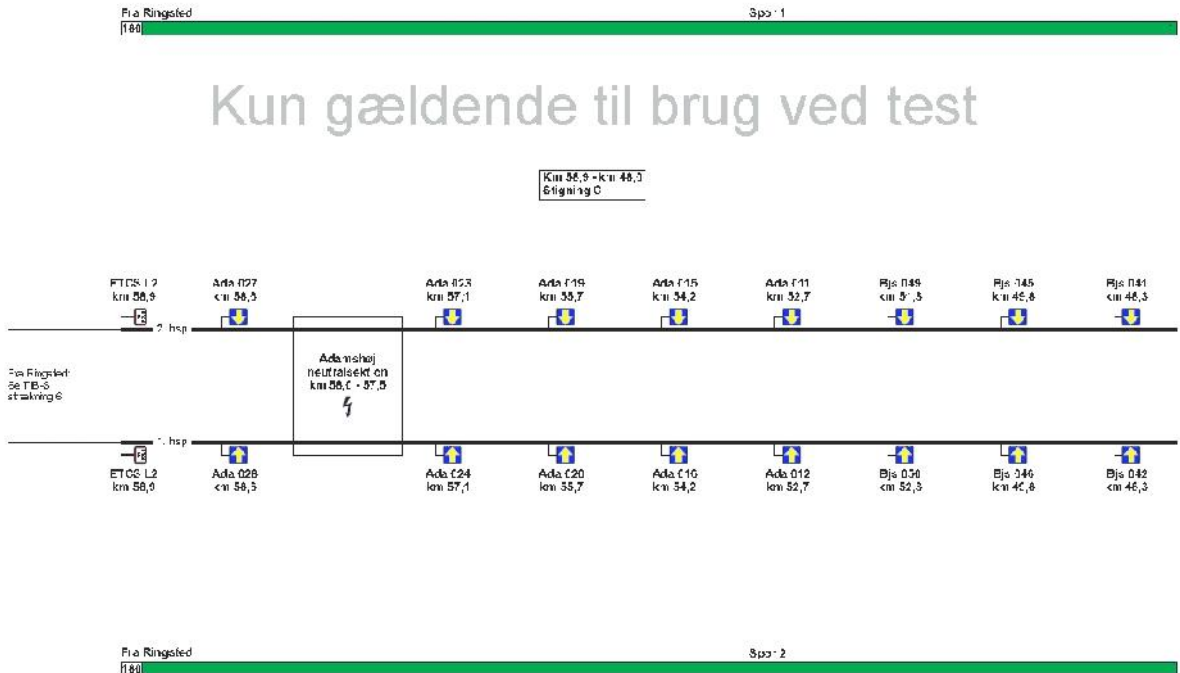 Fra Ringsted Spor 1
180
Kun gældende til brug ved test
Km 58,9 - km 48,0
Stigning 0
ETCS L2 Ada 027 Ada 023 Ada 019 Ada 015 Ada 011 Bjs 049 Bjs 045 Bjs 041
km 58,9 km 58,3 km 57,1 km 55,7 km 54,2 km 52,7 km 51,3 km 49,8 km 48,3
2. hsp
Adamshøj
neutralsektion
km 58,0 - 57,5
Fra Ringsted:
Se TIB-S
strækning 6
1. hsp
ETCS L2 Ada 028 Ada 024 Ada 020 Ada 016 Ada 012 Bjs 050 Bjs 046 Bjs 042
km 58,9 km 58,3 km 57,1 km 55,7 km 54,2 km 52,7 km 52,3 km 49,8 km 48,3
Fra Ringsted Spor 2
180